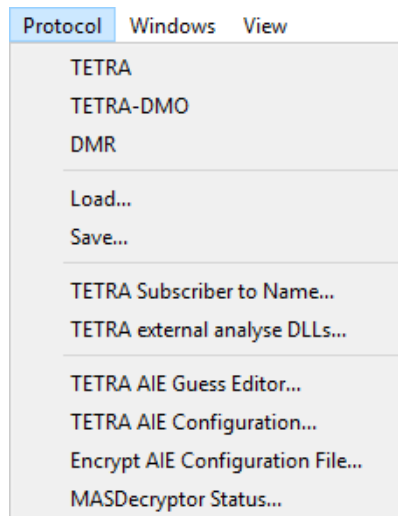 Protocol Windows View
TETRA
TETRA-DMO
DMR
Load...
Save...
TETRA Subscriber to Name...
TETRA external analyse DLLs...
TETRA AIE Guess Editor...
TETRA AIE Configuration...
Encrypt AIE Configuration File...
MASDecryptor Status...